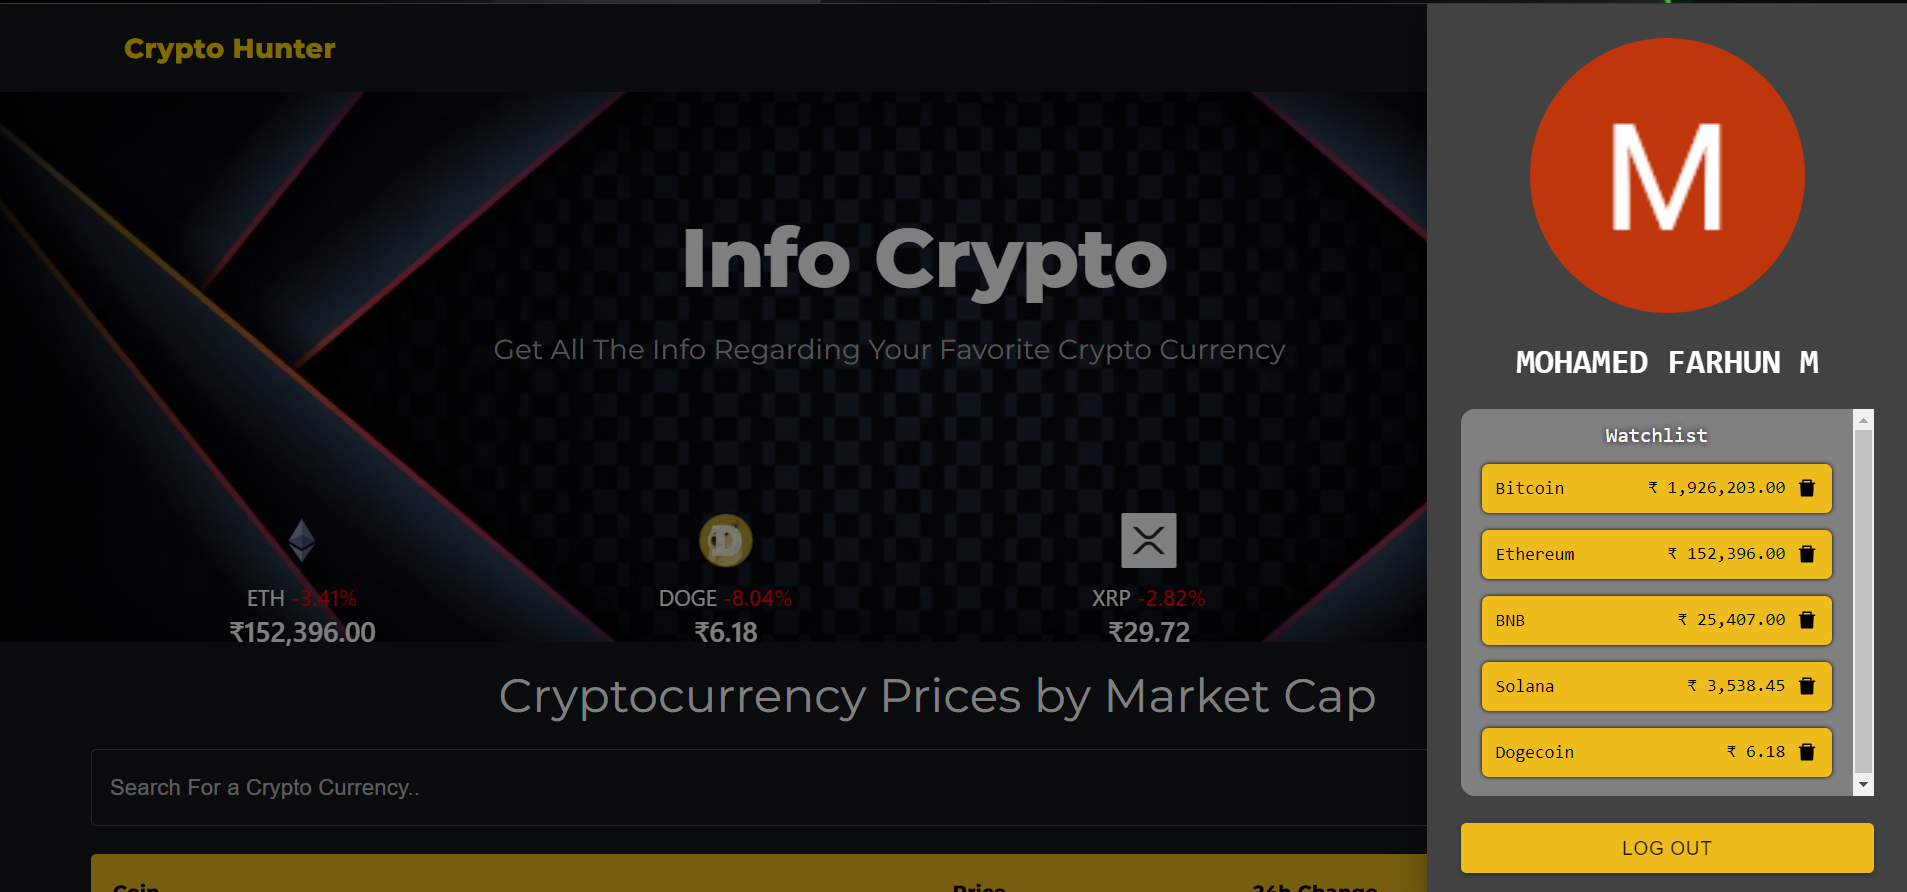 Crypto Hunter
Info Crypto
Get All The Info Regarding Your Favorite Crypto Currency
ETH -3.41%
₹152,396.00
DOGE -8.04%
₹6.18
XRP -2.82%
₹29.72
Cryptocurrency Prices by Market Cap
Search For a Crypto Currency..
Coin Price 24h Change
M
MOHAMED FARHUN M
Watchlist
Bitcoin ₹ 1,926,203.00
Ethereum ₹ 152,396.00
BNB ₹ 25,407.00
Solana ₹ 3,538.45
Dogecoin ₹ 6.18
LOG OUT